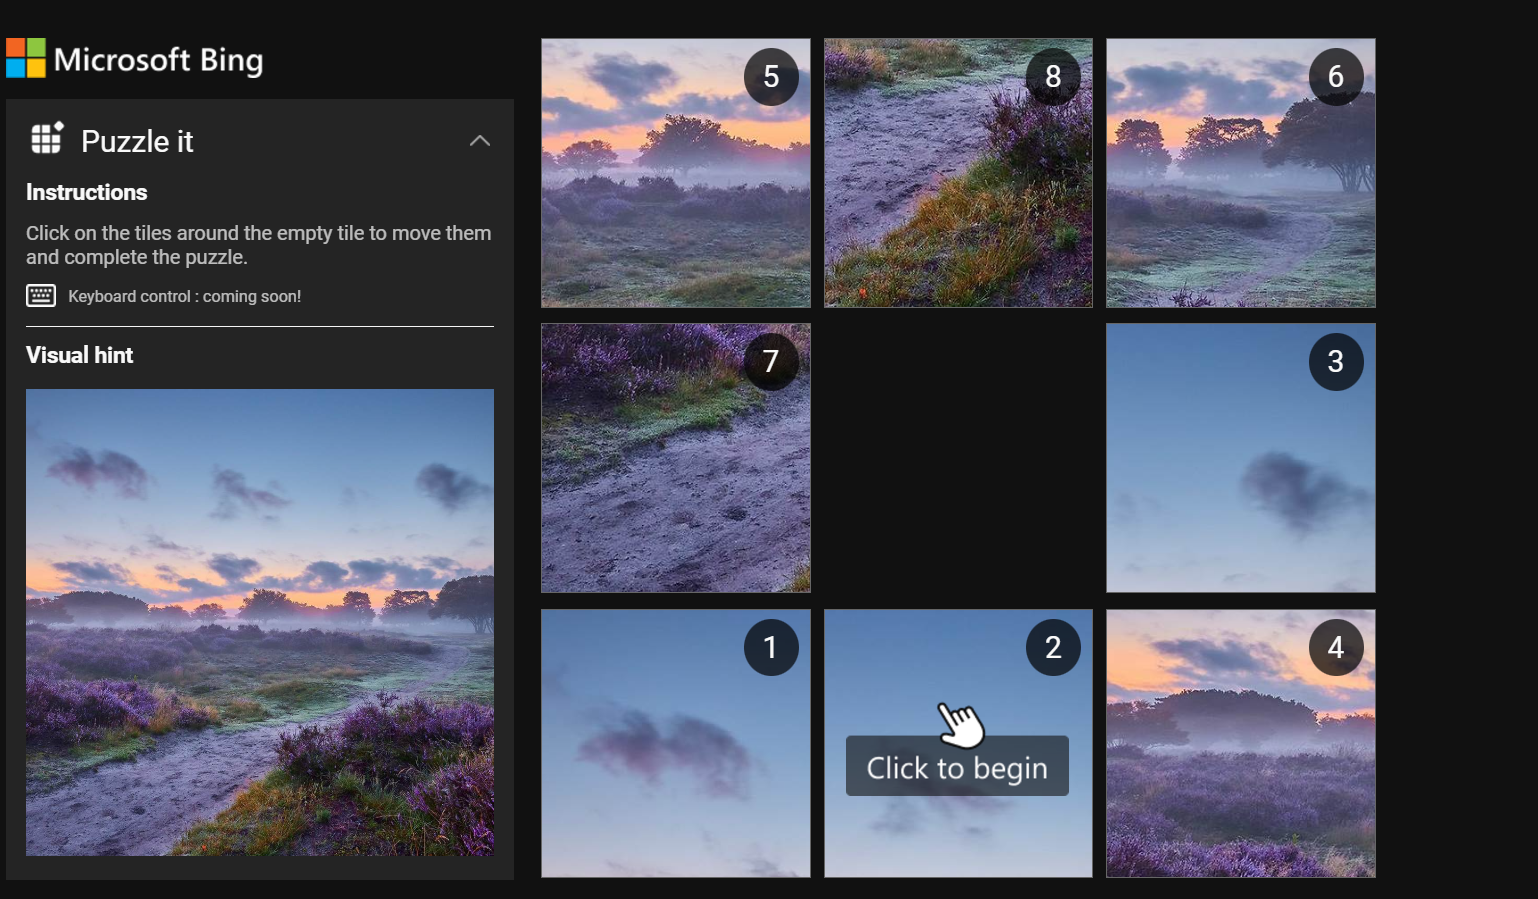 Microsoft Bing
Puzzle it
Instructions
Click on the tiles around the empty tile to move them
and complete the puzzle.
Keyboard control : coming soon!
Visual hint
5
8
6
7
3
1
2
4
Click to begin